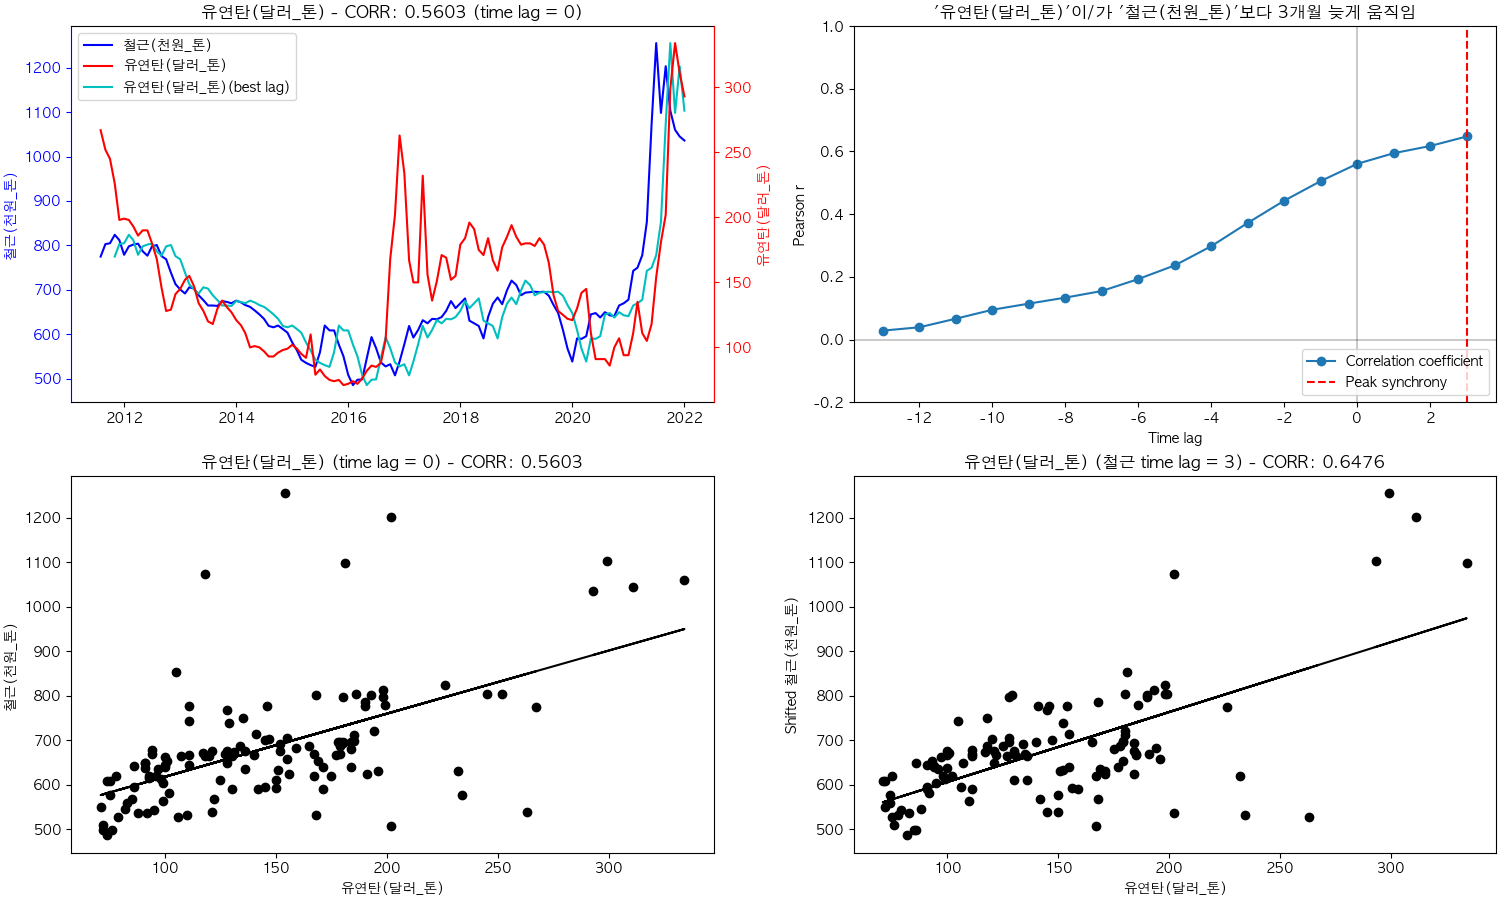 유연탄(달러_톤) - CORR: 0.5603 (time lag = 0)
철근(천원_톤)
유연탄(달러_톤)
유연탄(달러_톤)(best lag)
철근(천원_톤)
1200
1100
1000
900
800
700
600
500
300
250
200
150
100
유연탄(달러_톤)
2012 2014 2016 2018 2020 2022
'유연탄(달러_톤)'이/가 '철근(천원_톤)'보다 3개월 늦게 움직임
Pearson r
1.0
0.8
0.6
0.4
0.2
0.0
-0.2
Correlation coefficient
Peak synchrony
-12 -10 -8 -6 -4 -2 0 2
Time lag
유연탄(달러_톤) (time lag = 0) - CORR: 0.5603
철근(천원_톤)
1200
1100
1000
900
800
700
600
500
100 150 200 250 300
유연탄(달러_톤)
유연탄(달러_톤) (철근 time lag = 3) - CORR: 0.6476
Shifted 철근(천원_톤)
1200
1100
1000
900
800
700
600
500
100 150 200 250 300
유연탄(달러_톤)